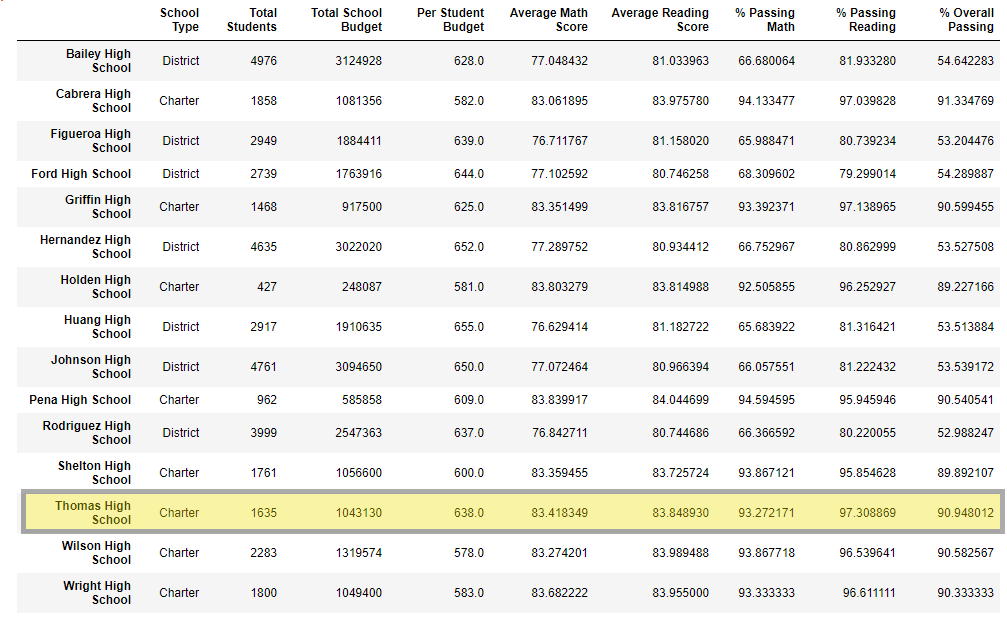 School Type Total Students Total School Budget Per Student Budget Average Math Score Average Reading Score % Passing Math % Passing Reading % Overall Passing
Bailey High School District 4976 3124928 628.0 77.048432 81.033963 66.680064 81.933280 54.642283
Cabrera High School Charter 1858 1081356 582.0 83.061895 83.975780 94.133477 97.039828 91.334769
Figueroa High School District 2949 1884411 639.0 76.711767 81.158020 65.988471 80.739234 53.204476
Ford High School District 2739 1763916 644.0 77.102592 80.746258 68.309602 79.299014 54.289887
Griffin High School Charter 1468 917500 625.0 83.351499 83.816757 93.392371 97.138965 90.599455
Hernandez High School District 4635 3022020 652.0 77.289752 80.934412 66.752967 80.862999 53.527508
Holden High School Charter 427 248087 581.0 83.803279 83.814988 92.505855 96.252927 89.227166
Huang High School District 2917 1910635 655.0 76.629414 81.182722 65.683922 81.316421 53.513884
Johnson High School District 4761 3094650 650.0 77.072464 80.966394 66.057551 81.222432 53.539172
Pena High School Charter 962 585858 609.0 83.839917 84.044699 94.594595 95.945946 90.540541
Rodriguez High School District 3999 2547363 637.0 76.842711 80.744686 66.366592 80.220055 52.988247
Shelton High School Charter 1761 1056600 600.0 83.359455 83.725724 93.867121 95.854628 89.892107
Thomas High School Charter 1635 1043130 638.0 83.418349 83.848930 93.272171 97.308869 90.948012
Wilson High School Charter 2283 1319574 578.0 83.274201 83.989488 93.867718 96.539641 90.582567
Wright High School Charter 1800 1049400 583.0 83.682222 83.955000 93.333333 96.611111 90.333333